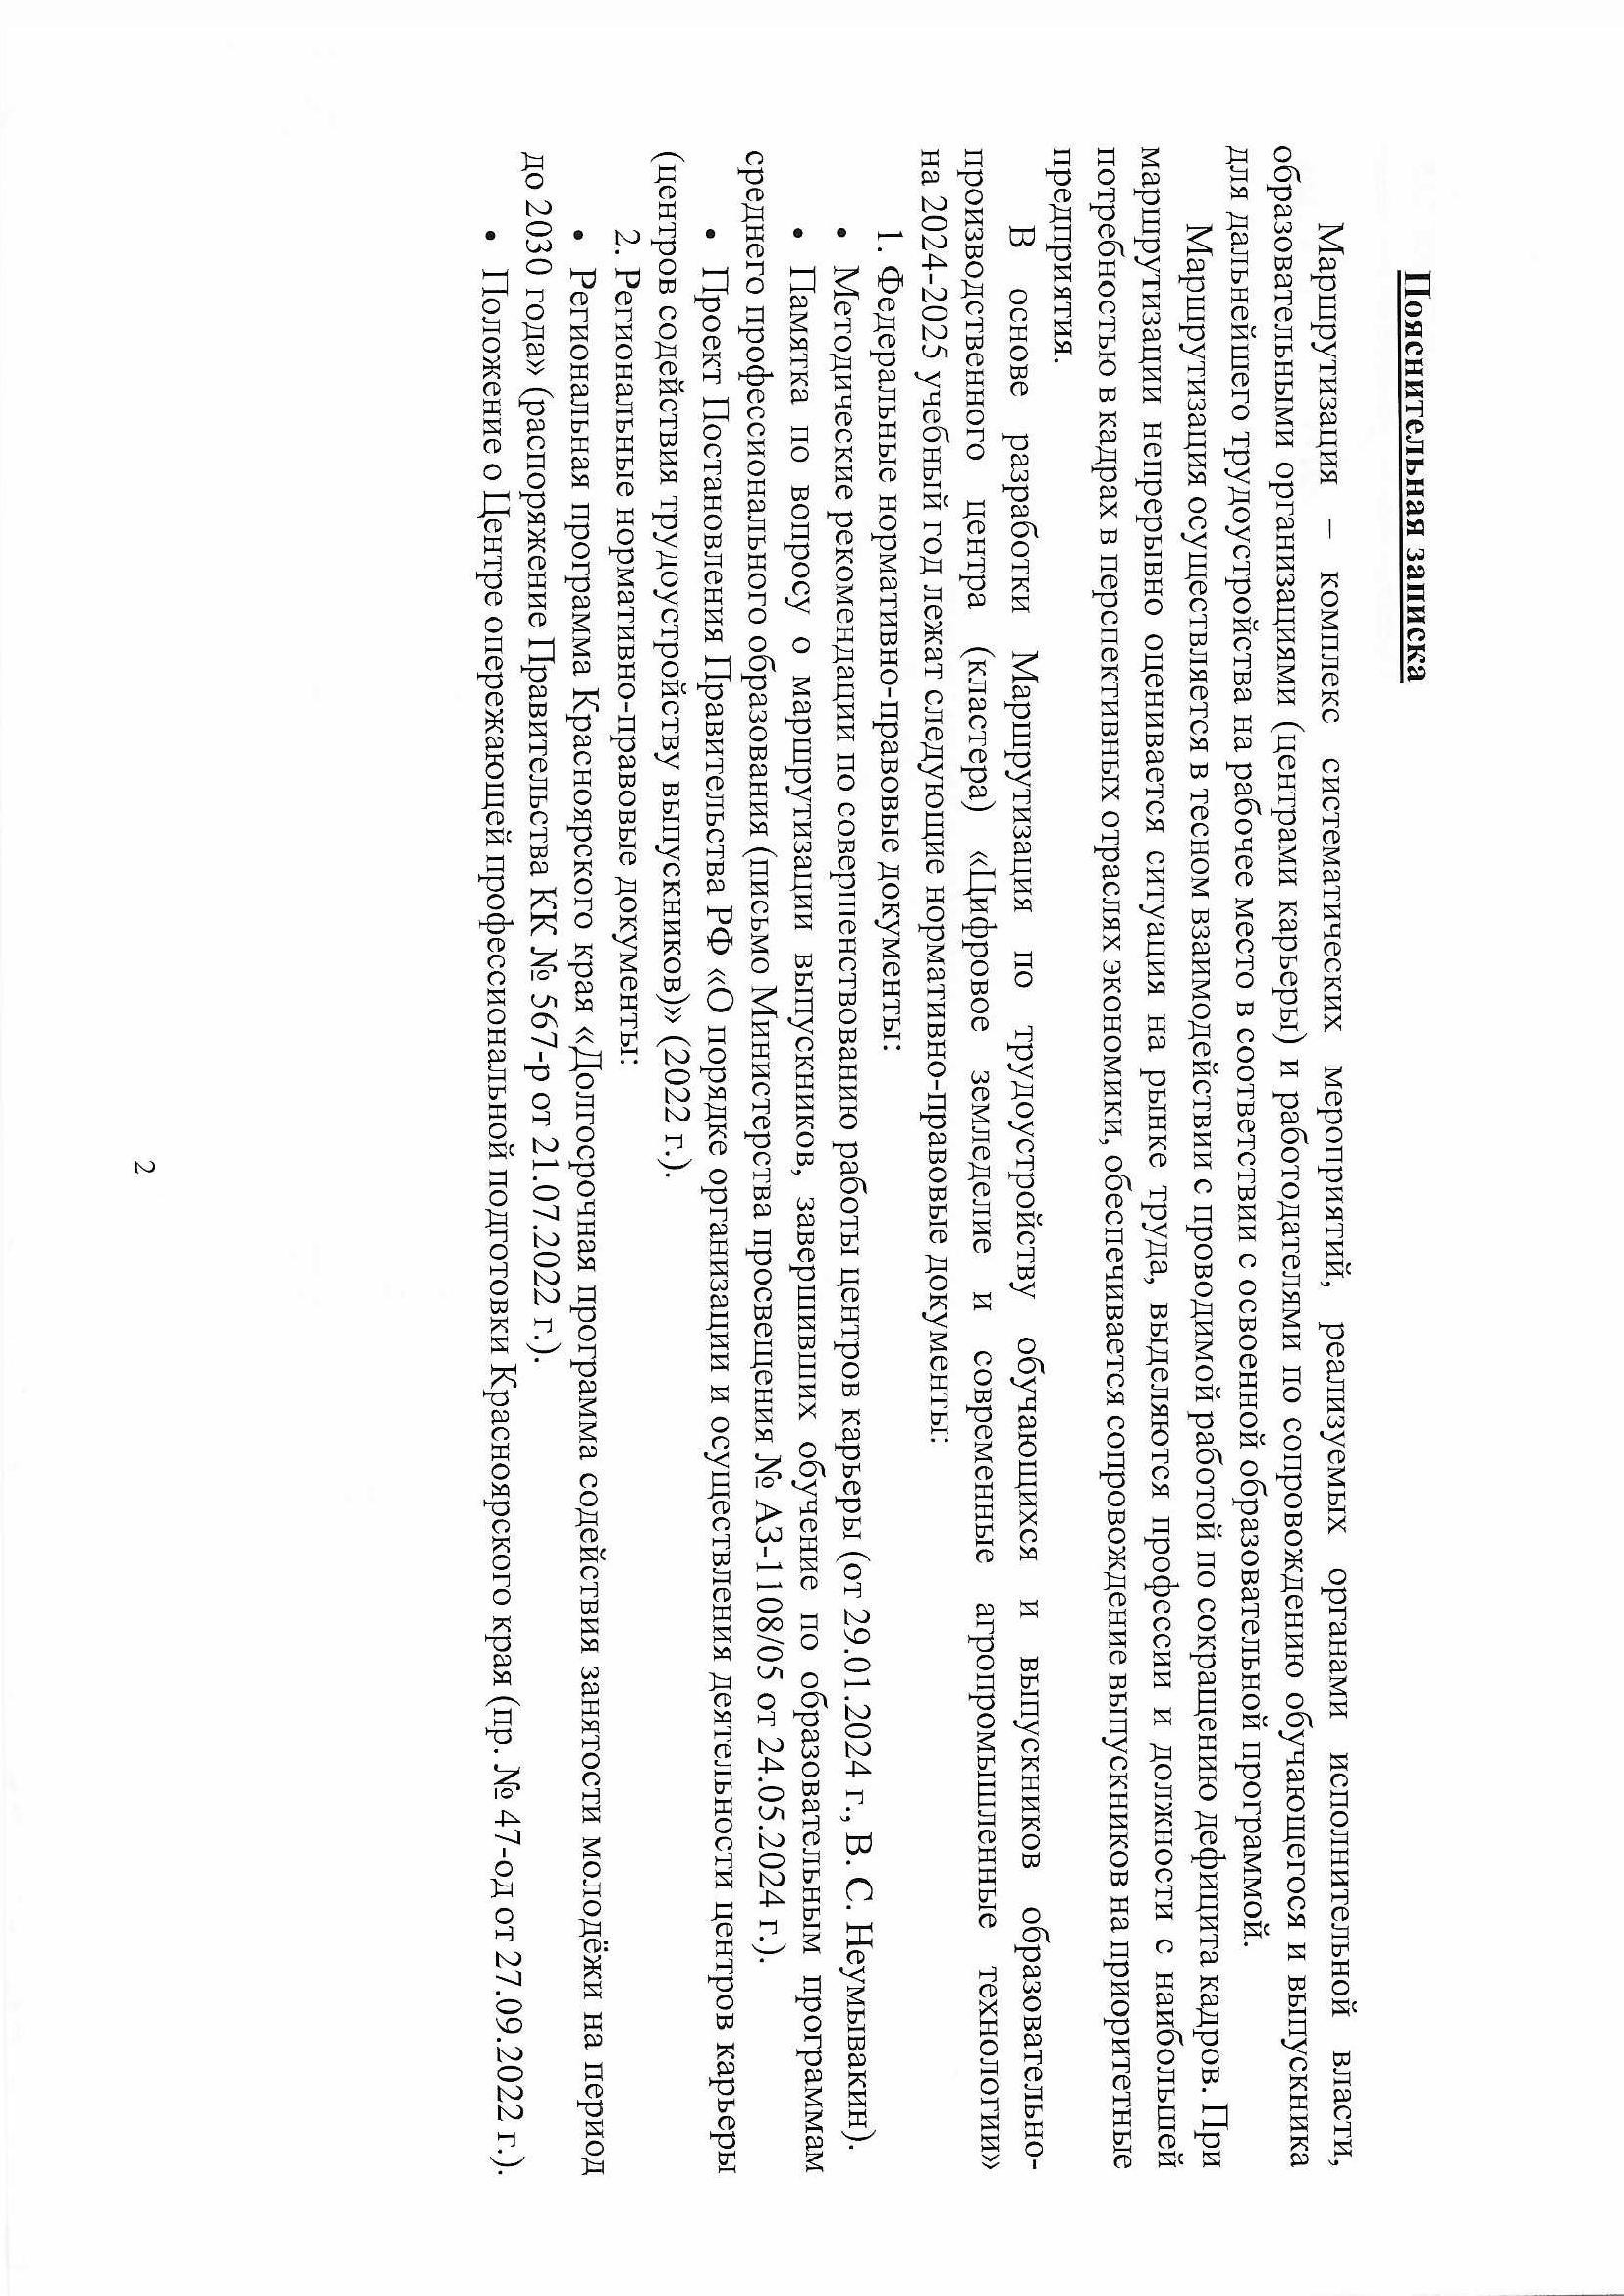 Пояснительная записка
Маршрутизация – комплекс систематических мероприятий, реализуемых органами исполнительной власти,
образовательными организациями (центрами карьеры) и работодателями по сопровождению обучающегося и выпускника
для дальнейшего трудоустройства на рабочее место в соответствии с освоенной образовательной программой.
Маршрутизация осуществляется в тесном взаимодействии с проводимой работой по сокращению дефицита кадров. При
маршрутизации непрерывно оценивается ситуация на рынке труда, выделяются профессии и должности с наибольшей
потребностью в кадрах в перспективных отраслях экономики, обеспечивается сопровождение выпускников на приоритетные
предприятия.
В основе разработки Маршрутизация по трудоустройству обучающихся и выпускников образовательно-
производственного центра (кластера) «Цифровое земледелие и современные агропромышленные технологии»
на 2024-2025 учебный год лежат следующие нормативно-правовые документы:
1. Федеральные нормативно-правовые документы:
• Методические рекомендации по совершенствованию работы центров карьеры (от 29.01.2024 г., В. С. Неумывакин).
• Памятка по вопросу о маршрутизации выпускников, завершивших обучение по образовательным программам
среднего профессионального образования (письмо Министерства просвещения № АЗ-1108/05 от 24.05.2024 г.).
• Проект Постановления Правительства РФ «О порядке организации и осуществления деятельности центров карьеры
(центров содействия трудоустройству выпускников)» (2022 г.).
2. Региональные нормативно-правовые документы:
• Региональная программа Красноярского края «Долгосрочная программа содействия занятости молодёжи на период
до 2030 года» (распоряжение Правительства КК № 567-р от 21.07.2022 г.).
• Положение о Центре опережающей профессиональной подготовки Красноярского края (пр. № 47-од от 27.09.2022 г.).
2